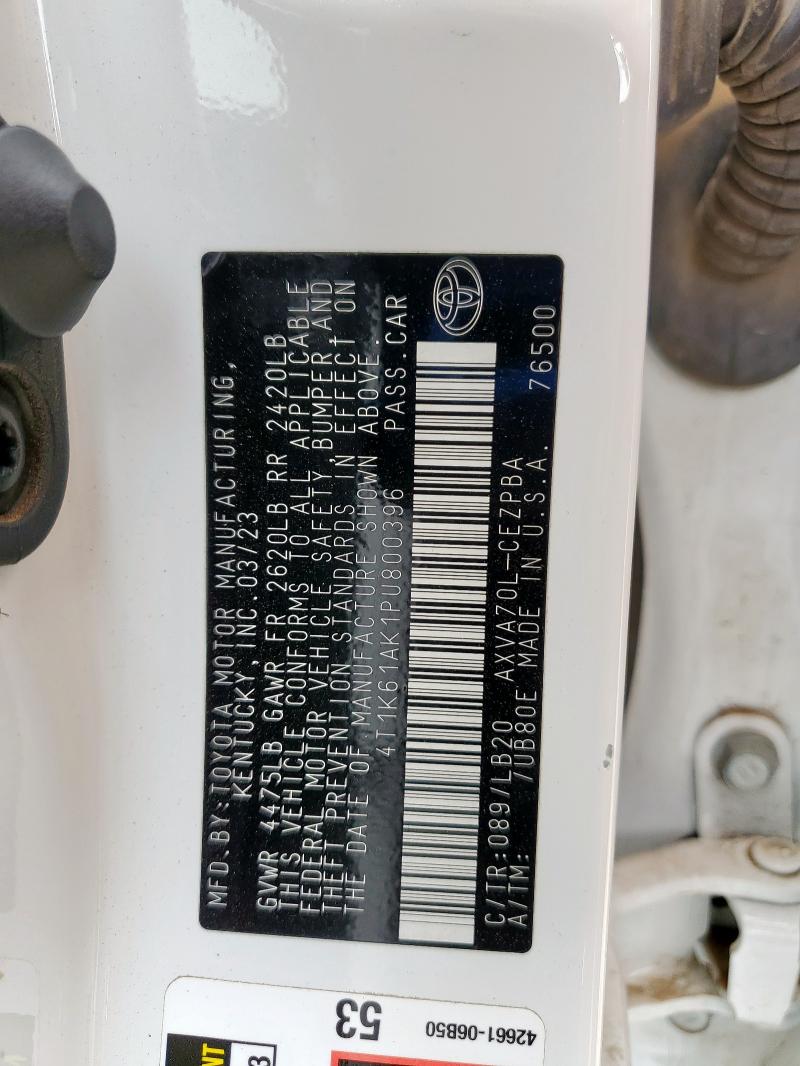 MFD.BY:TOYOTA MOTOR MANUFACTURING,
KENTUCKY, INC.03/23
GVWR 4475LB GAWR FR 2620LB RR 2420LB
THIS VEHICLE CONFORMS TO ALL APPLICABLE
FEDERAL MOTOR VEHICLE SAFETY, BUMPER AND
THEFT PREVENTION STANDARDS IN EFFECT ON
THE DATE OF MANUFACTURE SHOWN ABOVE.
4T1K61AK1PU800396 PASS.CAR
C/TR:089/LB20 AXVA70L-CEZPBA
A/TM: 7UB80E MADE IN U.S.A. 76500
53
42661-06B50